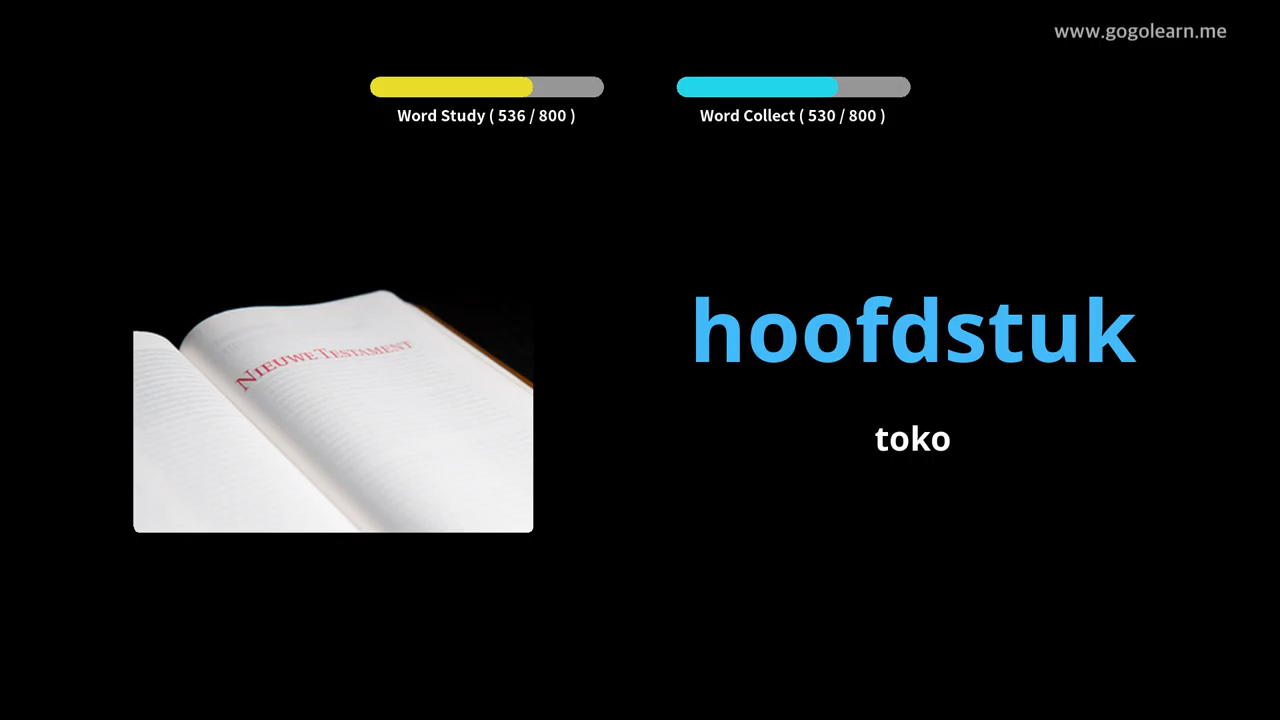 www.gogolearn.me
Word Study ( 536 / 800 )
Word Collect ( 530 / 800 )
NIEUWE TESTAMENT
hoofdstuk
toko